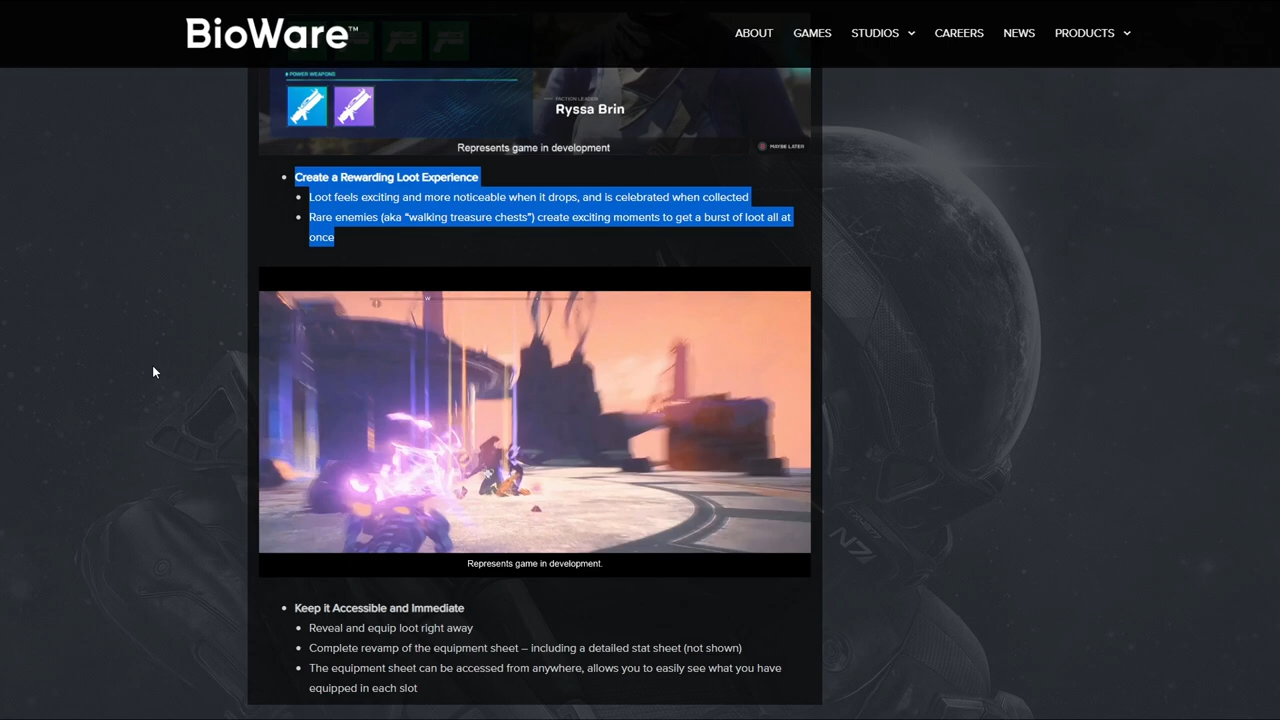 BioWare™
ABOUT
GAMES
STUDIOS
CAREERS
NEWS
PRODUCTS
POWER WEAPONS
FACTION LEADER
Ryssa Brin
Represents game in development
MAYBE LATER
• Create a Rewarding Loot Experience
• Loot feels exciting and more noticeable when it drops, and is celebrated when collected
• Rare enemies (aka “walking treasure chests”) create exciting moments to get a burst of loot all at
once
W
Represents game in development.
N7
• Keep it Accessible and Immediate
• Reveal and equip loot right away
• Complete revamp of the equipment sheet – including a detailed stat sheet (not shown)
• The equipment sheet can be accessed from anywhere, allows you to easily see what you have
equipped in each slot